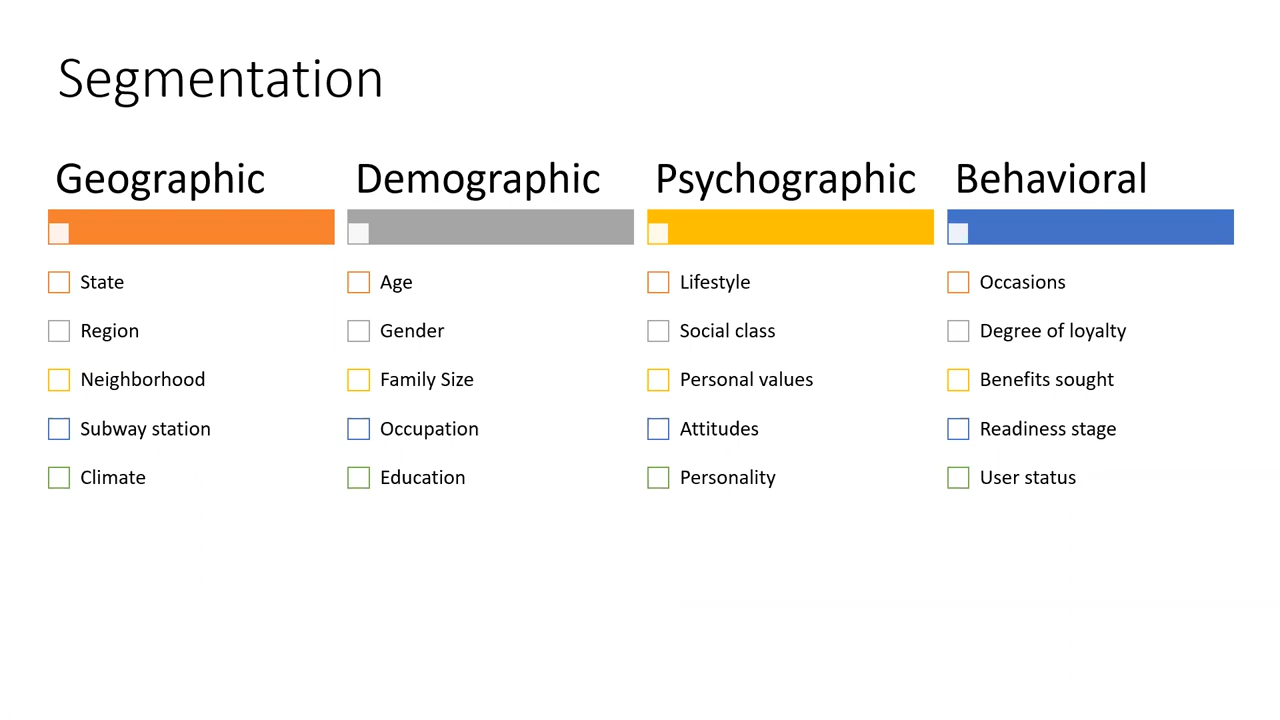 Segmentation
Geographic
State
Region
Neighborhood
Subway station
Climate
Demographic
Age
Gender
Family Size
Occupation
Education
Psychographic
Lifestyle
Social class
Personal values
Attitudes
Personality
Behavioral
Occasions
Degree of loyalty
Benefits sought
Readiness stage
User status